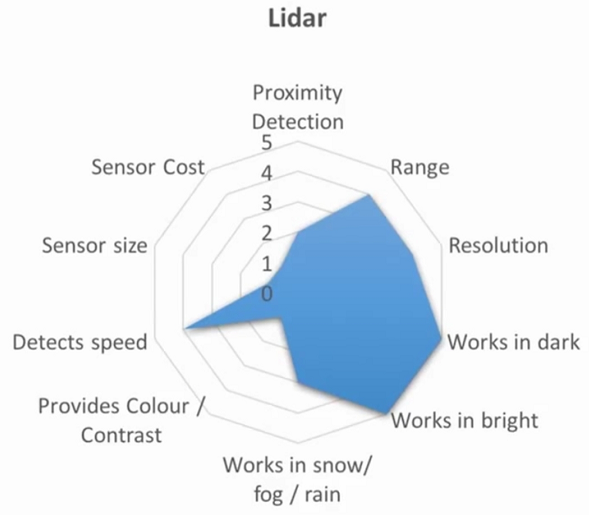 Lidar
Proximity
Detection
Sensor Cost
Range
5
4
3
2
1
0
Sensor size
Resolution
Detects speed
Works in dark
Provides Colour /
Contrast
Works in bright
Works in snow/
fog / rain